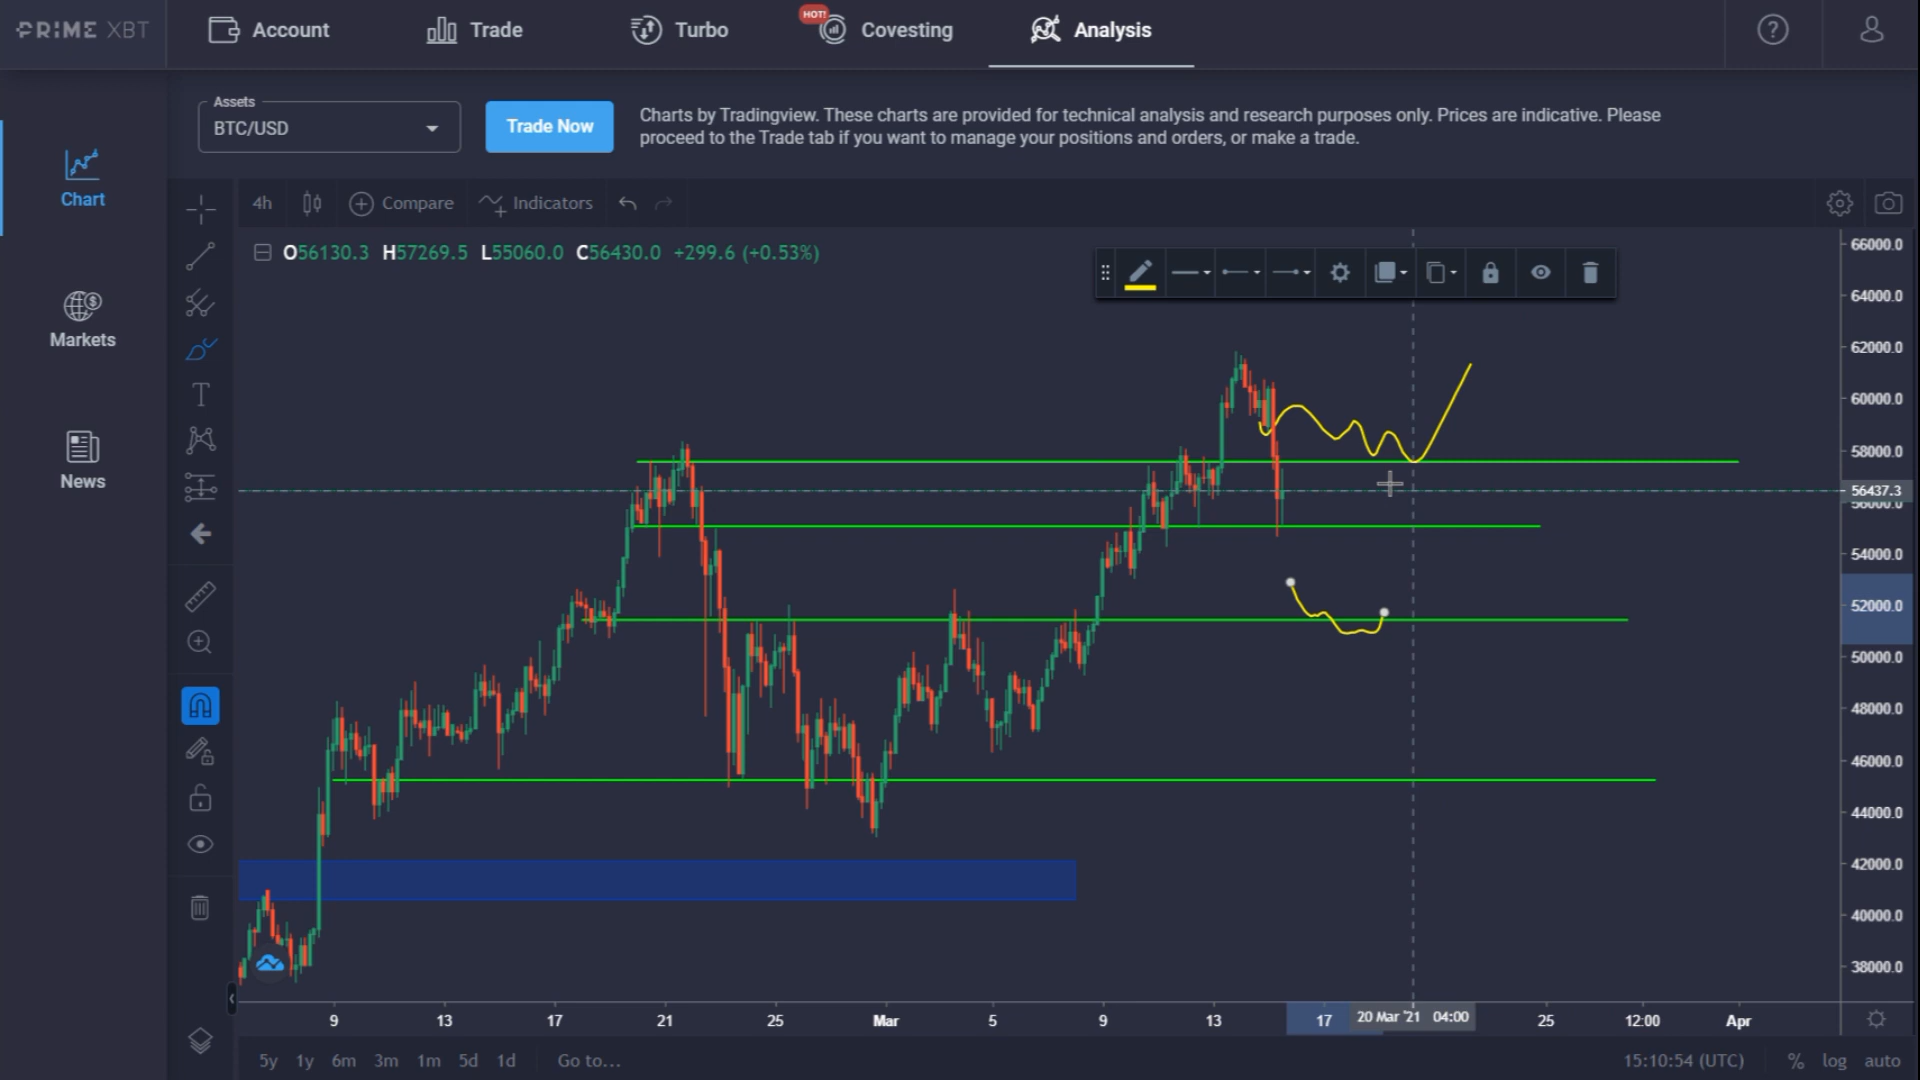 PRIME XBT
Account
Trade
Turbo
HOT!
Covesting
Analysis
Assets
BTC/USD
Trade Now
Charts by Tradingview. These charts are provided for technical analysis and research purposes only. Prices are indicative. Please
proceed to the Trade tab if you want to manage your positions and orders, or make a trade.
Chart
Markets
News
4h
Compare
Indicators
O56130.3 H57269.5 L55060.0 C56430.0 +299.6 (+0.53%)
66000.0
64000.0
62000.0
60000.0
58000.0
56437.3
56000.0
54000.0
52000.0
50000.0
48000.0
46000.0
44000.0
42000.0
40000.0
38000.0
9 13 17 21 25 Mar 5 9 13 17 20 Mar '21 04:00 25 12:00 Apr
5y 1y 6m 3m 1m 5d 1d Go to... 15:10:54 (UTC) % log auto